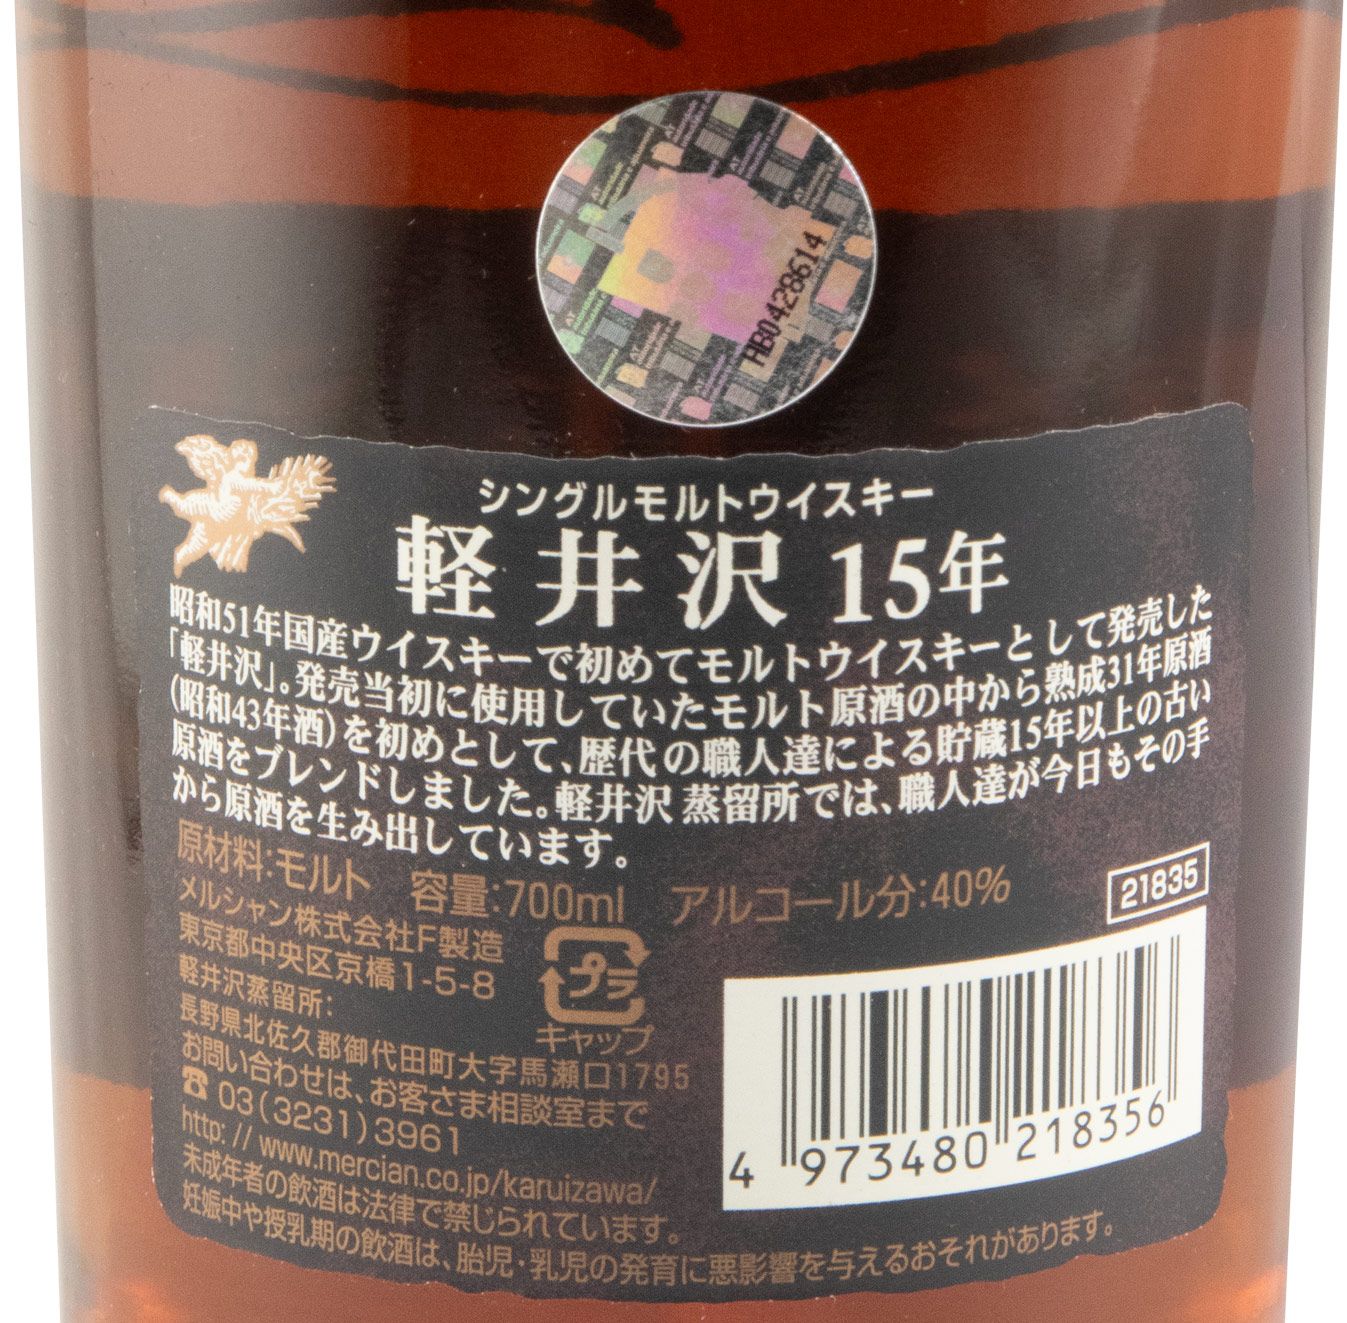 HB0428614
シングルモルトウイスキー
軽井沢 15年
昭和51年国産ウイスキーで初めてモルトウイスキーとして発売した
「軽井沢」。発売当初に使用していたモルト原酒の中から熟成31年原酒
(昭和43年酒)を初めとして、歴代の職人達による貯蔵15年以上の古い
原酒をブレンドしました。軽井沢蒸留所では、職人達が今日もその手
から原酒を生み出しています。
原材料:モルト 容量:700ml アルコール分:40%
21835
メルシャン株式会社F製造
東京都中央区京橋1-5-8
軽井沢蒸留所:
長野県北佐久郡御代田町大字馬瀬口1795
お問い合わせは、お客さま相談室まで
☎ 03(3231)3961
http://www.mercian.co.jp/karuizawa/
未成年者の飲酒は法律で禁じられています。
妊娠中や授乳期の飲酒は、胎児・乳児の発育に悪影響を与えるおそれがあります。
プラ
キャップ
4 973480 218356